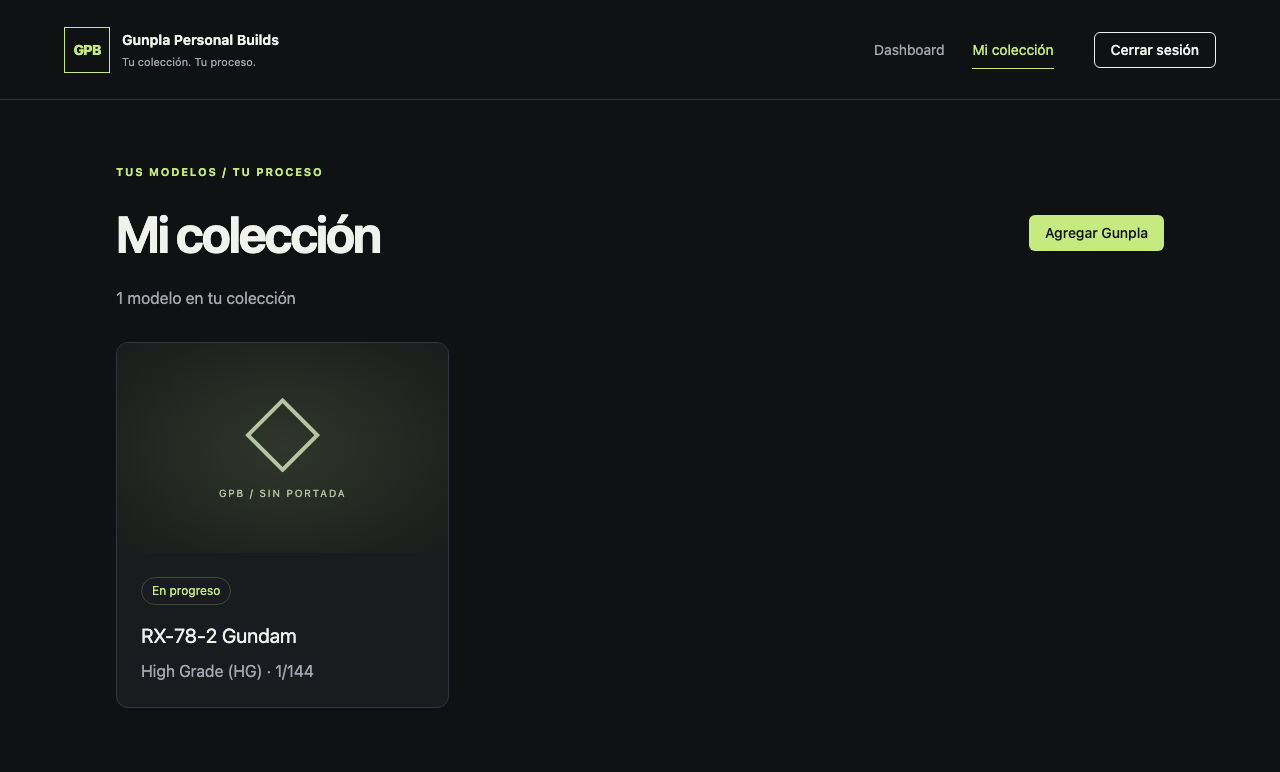 GPB
Gunpla Personal Builds
Tu colección. Tu proceso.
Dashboard
Mi colección
Cerrar sesión
TUS MODELOS / TU PROCESO
Mi colección
Agregar Gunpla
1 modelo en tu colección
GPB / SIN PORTADA
En progreso
RX-78-2 Gundam
High Grade (HG) · 1/144